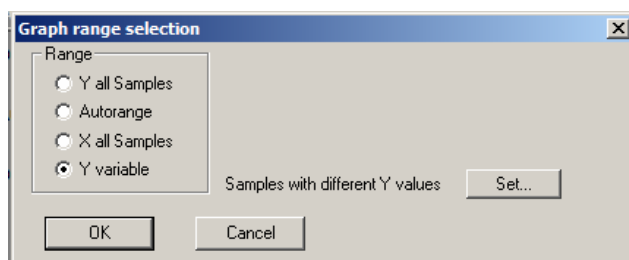 Graph range selection
Range
Y all Samples
Autorange
X all Samples
Y variable
Samples with different Y values
Set...
OK
Cancel